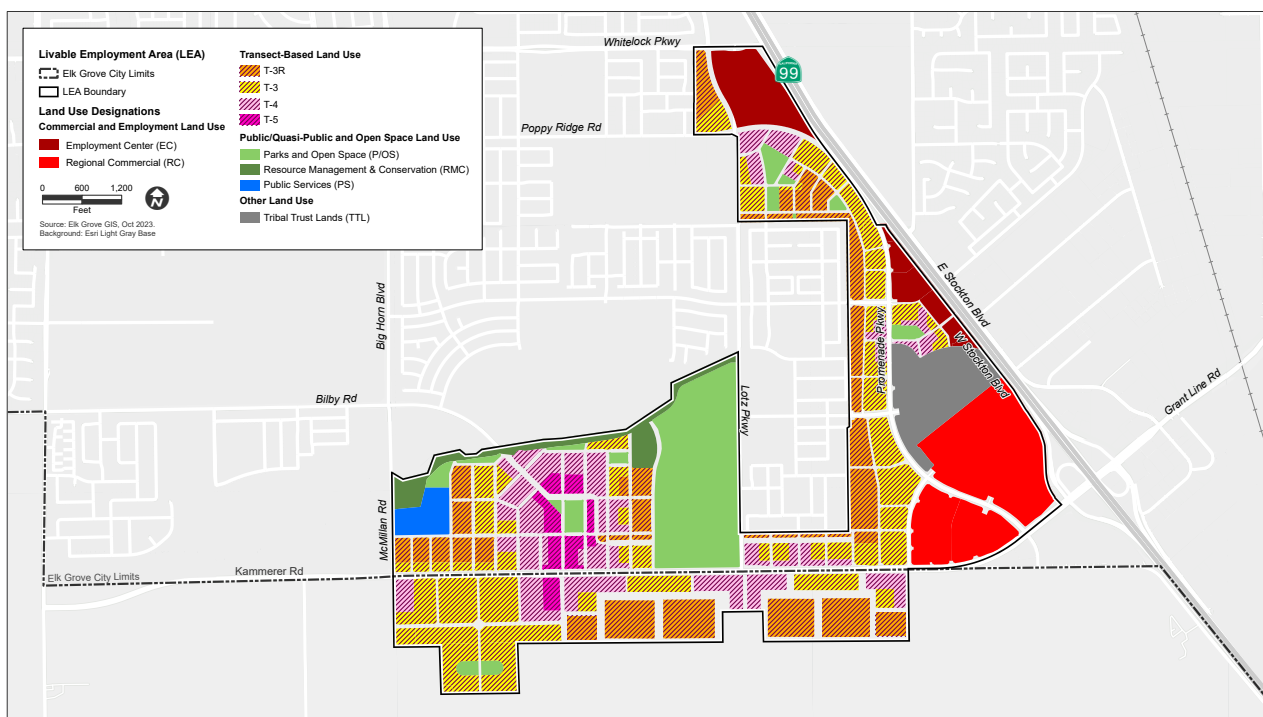 Livable Employment Area (LEA)
Elk Grove City Limits
LEA Boundary
Land Use Designations
Commercial and Employment Land Use
Employment Center (EC)
Regional Commercial (RC)
0 600 1,200
Feet
N
Source: Elk Grove GIS, Oct 2023.
Background: Esri Light Gray Base
Transect-Based Land Use
T-3R
T-3
T-4
T-5
Public/Quasi-Public and Open Space Land Use
Parks and Open Space (P/OS)
Resource Management & Conservation (RMC)
Public Services (PS)
Other Land Use
Tribal Trust Lands (TTL)
Whitelock Pkwy
99
Poppy Ridge Rd
E Stockton Blvd
Big Horn Blvd
Promenade Pkwy
W Stockton Blvd
Grant Line Rd
Bilby Rd
Lotz Pkwy
McMillan Rd
Kammerer Rd
Elk Grove City Limits